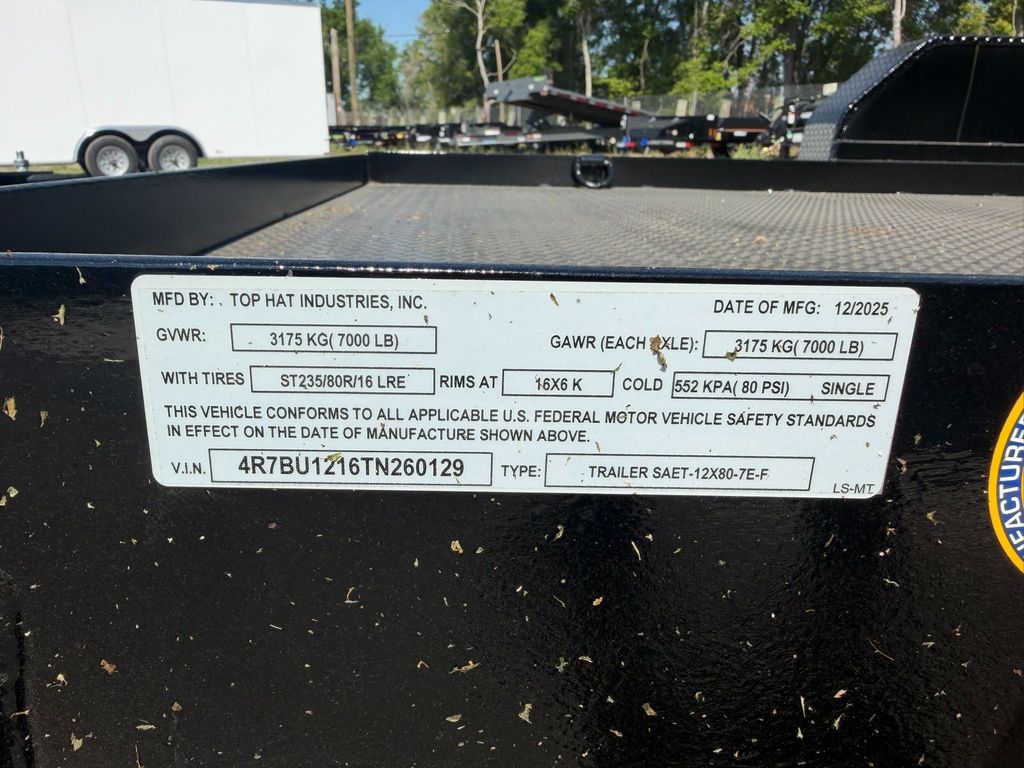 MFD BY: . TOP HAT INDUSTRIES, INC. DATE OF MFG: 12/2025
GVWR: 3175 KG( 7000 LB) GAWR (EACH AXLE): 3175 KG( 7000 LB)
WITH TIRES ST235/80R/16 LRE RIMS AT 16X6 K COLD 552 KPA( 80 PSI) SINGLE
THIS VEHICLE CONFORMS TO ALL APPLICABLE U.S. FEDERAL MOTOR VEHICLE SAFETY STANDARDS
IN EFFECT ON THE DATE OF MANUFACTURE SHOWN ABOVE.
V.I.N. 4R7BU1216TN260129 TYPE: TRAILER SAET-12X80-7E-F
LS-MT